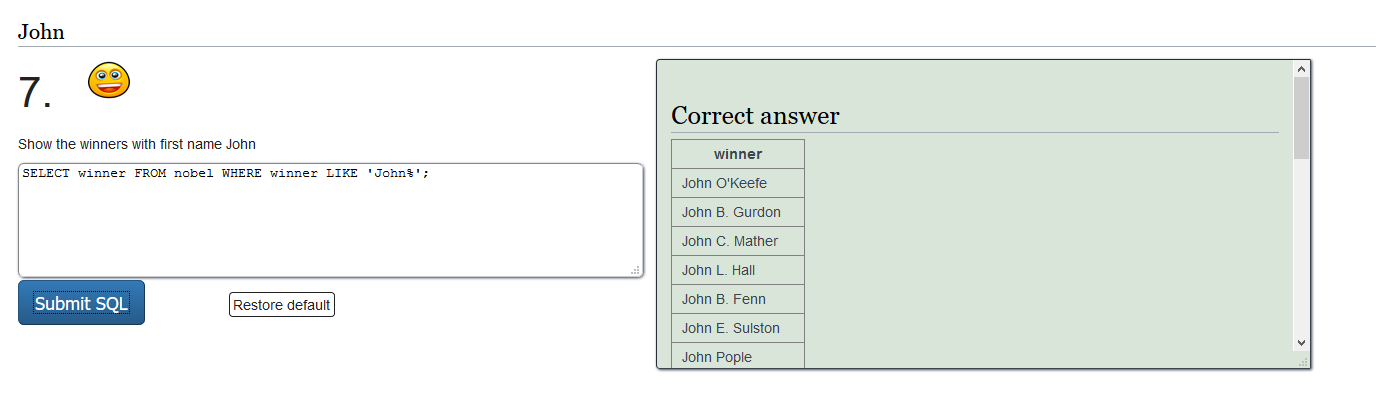 John
7.
Show the winners with first name John
SELECT winner FROM nobel WHERE winner LIKE 'John%';
Submit SQL
Restore default
Correct answer
winner
John O'Keefe
John B. Gurdon
John C. Mather
John L. Hall
John B. Fenn
John E. Sulston
John Pople